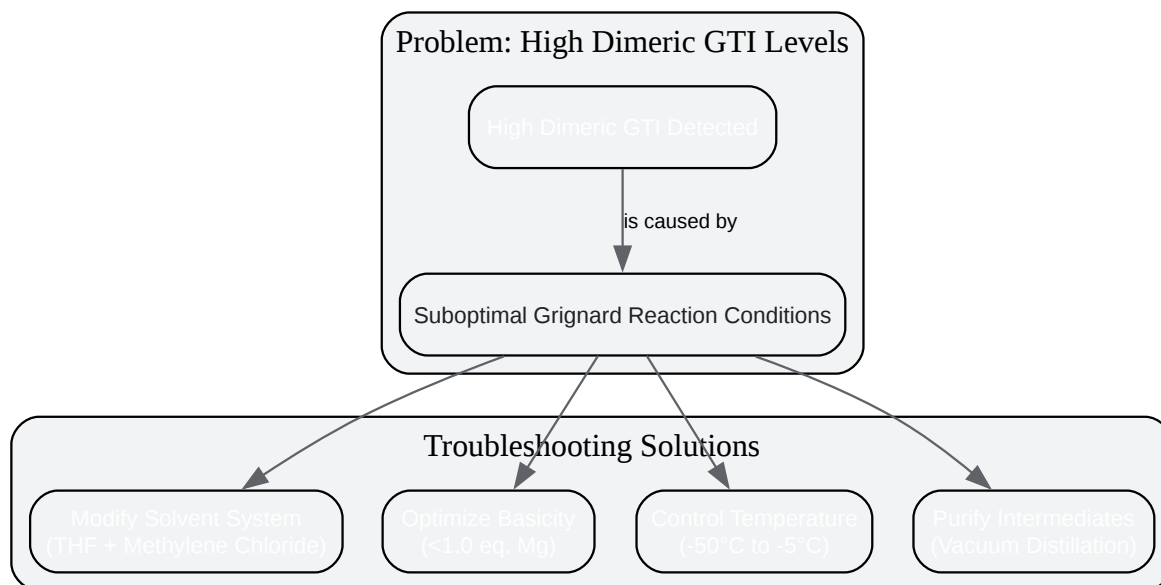 Problem: High Dimeric GTI Levels
High Dimeric GTI Detected
is caused by
Suboptimal Grignard Reaction Conditions
Troubleshooting Solutions
Modify Solvent System
(THF + Methylene Chloride)
Optimize Basicity
(<1.0 eq. Mg)
Control Temperature
(-50°C to -5°C)
Purify Intermediates
(Vacuum Distillation)